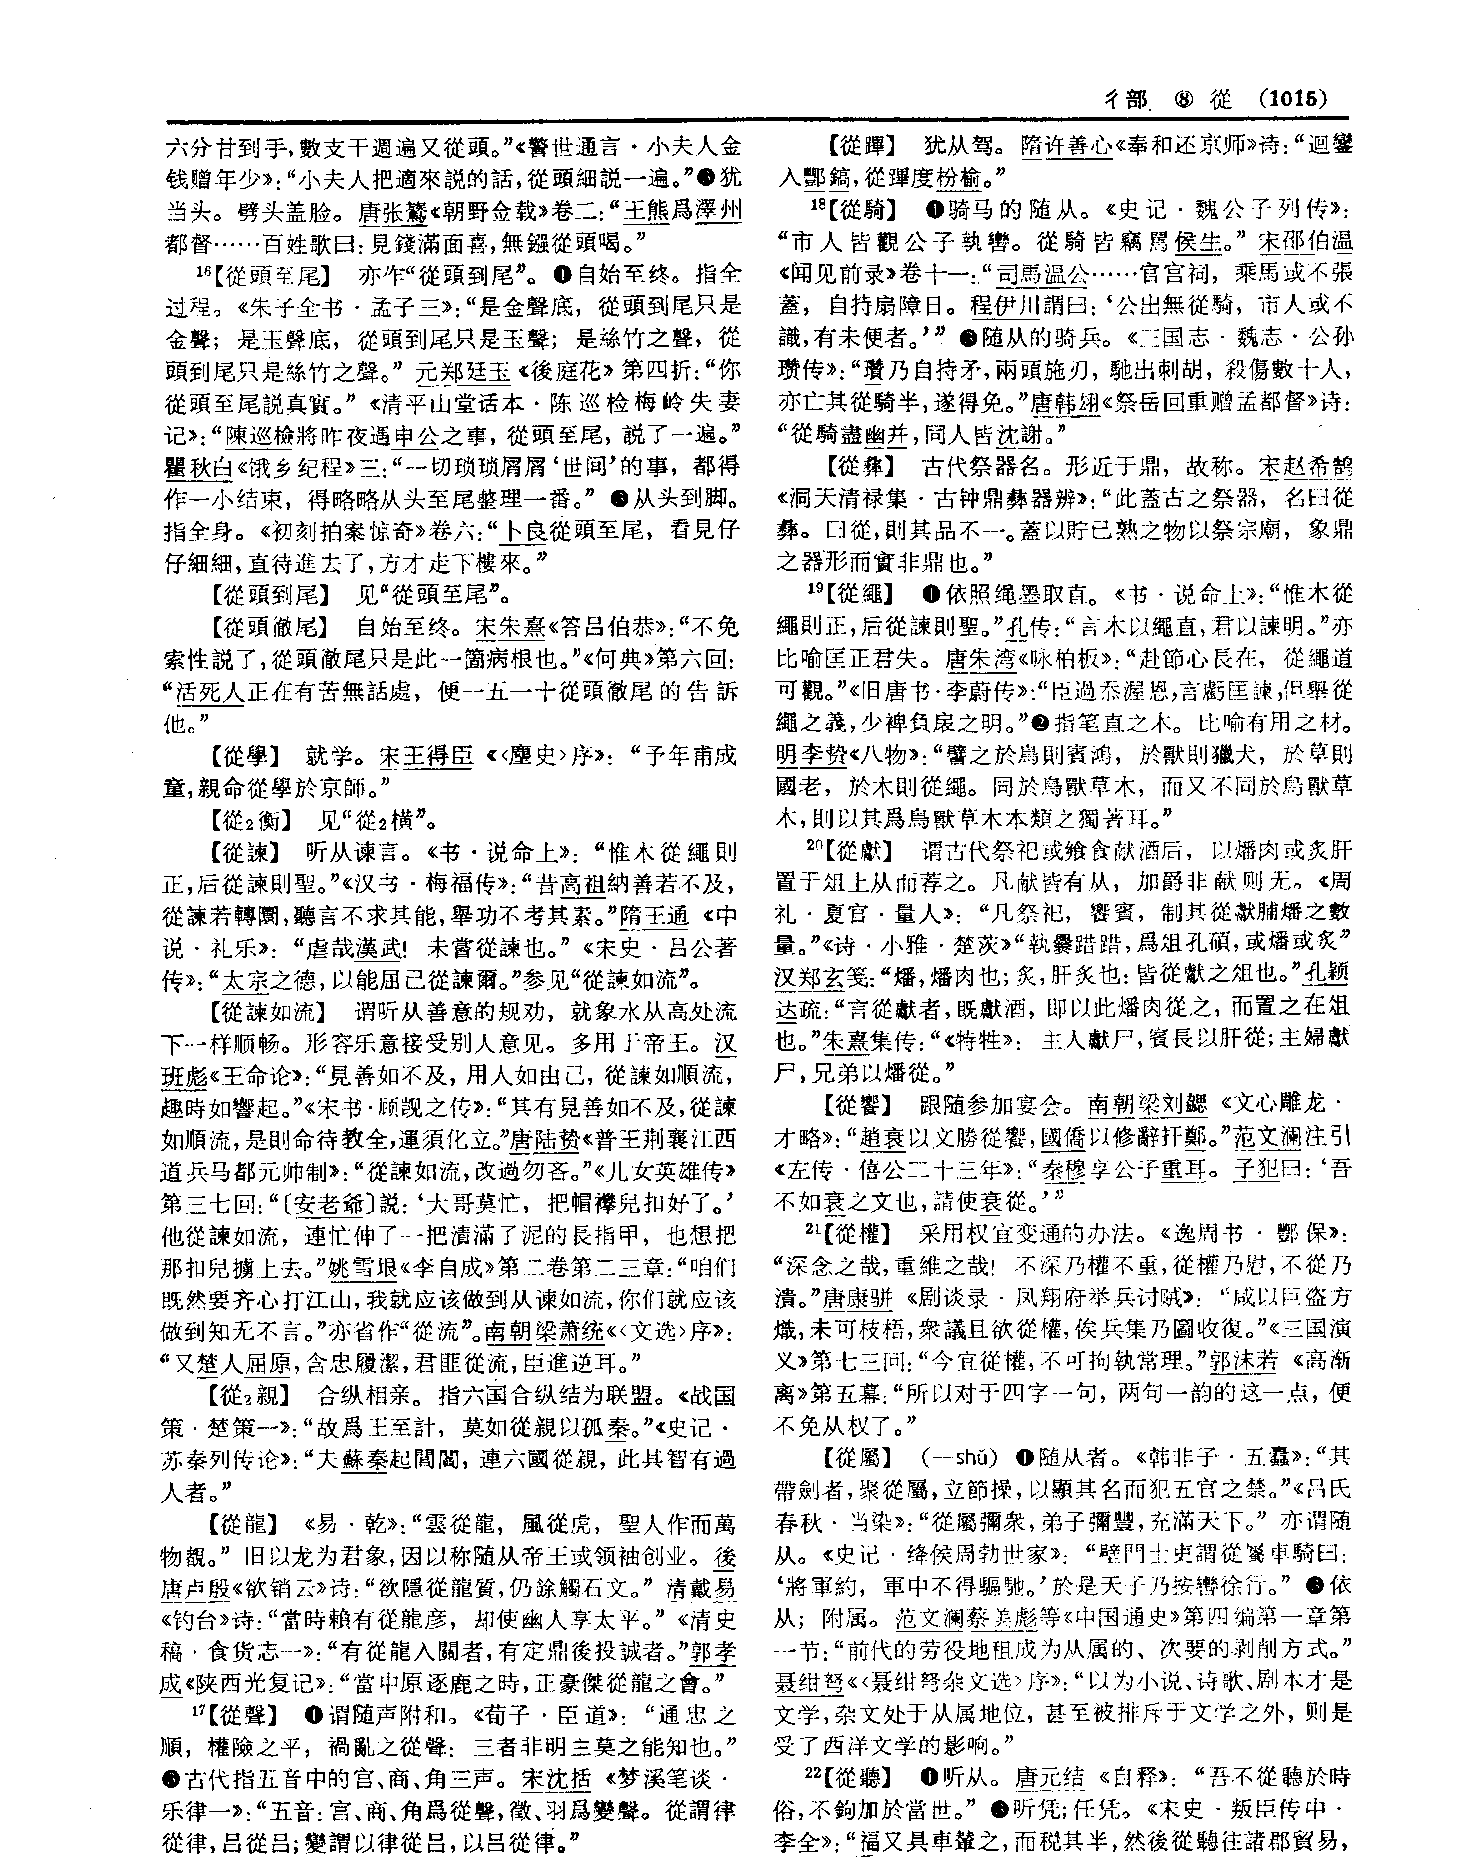 彳部 ⑧ 從 (1015)
六分甘到手,數支干週遍又從頭。”《警世通言·小夫人金
钱赠年少》:“小夫人把適來説的話,從頭細説一遍。”❸犹
当头。劈头盖脸。唐张鷟《朝野佥载》卷二:“王熊爲澤州
都督……百姓歌曰:見錢滿面喜,無鏹從頭喝。”
16【從頭至尾】 亦作“從頭到尾”。❶自始至终。指全
过程。《朱子全书·孟子三》:“是金聲底,從頭到尾只是
金聲;是玉聲底,從頭到尾只是玉聲;是絲竹之聲,從
頭到尾只是絲竹之聲。”元郑廷玉《後庭花》第四折:“你
從頭至尾説真實。”《清平山堂话本·陈巡检梅岭失妻
记》:“陳巡檢將昨夜遇申公之事,從頭至尾,説了一遍。”
瞿秋白《饿乡纪程》三:“一切琐琐屑屑‘世间’的事,都得
作一小结束,得略略从头至尾整理一番。”❷从头到脚。
指全身。《初刻拍案惊奇》卷六:“卜良從頭至尾,看見仔
仔細細,直待進去了,方才走下樓來。”
【從頭到尾】 见“從頭至尾”。
【從頭徹尾】 自始至终。宋朱熹《答吕伯恭》:“不免
索性説了,從頭徹尾只是此一箇病根也。”《何典》第六回:
“活死人正在有苦無話處,便一五一十從頭徹尾的告訴
他。”
【從學】 就学。宋王得臣《〈麈史〉序》:“予年甫成
童,親命從學於京師。”
【從2衡】 见“從2横”。
【從諫】 听从谏言。《书·说命上》:“惟木從繩則
正,后從諫則聖。”《汉书·梅福传》:“昔高祖納善若不及,
從諫若轉圜,聽言不求其能,舉功不考其素。”隋王通《中
说·礼乐》:“虐哉漢武!未嘗從諫也。”《宋史·吕公著
传》:“太宗之德,以能屈己從諫爾。”参见“從諫如流”。
【從諫如流】 谓听从善意的规劝,就象水从高处流
下一样顺畅。形容乐意接受别人意见。多用于帝王。汉
班彪《王命论》:“見善如不及,用人如由己,從諫如順流,
趣時如響起。”《宋书·顾觊之传》:“其有見善如不及,從諫
如順流,是則命待教全,運須化立。”唐陆贽《普王荆襄江西
道兵马都元帅制》:“從諫如流,改過勿吝。”《儿女英雄传》
第三七回:“〔安老爺〕説:‘大哥莫忙,把帽襻兒扣好了。’
他從諫如流,連忙伸了一把漬滿了泥的長指甲,也想把
那扣兒擄上去。”姚雪垠《李自成》第二卷第二三章:“咱们
既然要齐心打江山,我就应该做到从谏如流,你们就应该
做到知无不言。”亦省作“從流”。南朝梁萧统《〈文选〉序》:
“又楚人屈原,含忠履潔,君匪從流,臣進逆耳。”
【從2親】 合纵相亲。指六国合纵结为联盟。《战国
策·楚策一》:“故爲王至計,莫如從親以孤秦。”《史记·
苏秦列传论》:“夫蘇秦起閭閻,連六國從親,此其智有過
人者。”
【從龍】 《易·乾》:“雲從龍,風從虎,聖人作而萬
物覩。”旧以龙为君象,因以称随从帝王或领袖创业。後
唐卢殷《欲销云》诗:“欲隱從龍質,仍餘觸石文。”清戴易
《钓台》诗:“當時賴有從龍彦,却使幽人享太平。”《清史
稿·食货志一》:“有從龍入關者,有定鼎後投誠者。”郭孝
成《陕西光复记》:“當中原逐鹿之時,正豪傑從龍之會。”
17【從聲】 ❶谓随声附和。《荀子·臣道》:“通忠之
順,權險之平,禍亂之從聲:三者非明主莫之能知也。”
❷古代指五音中的宫、商、角三声。宋沈括《梦溪笔谈·
乐律一》:“五音:宫、商、角爲從聲,徵、羽爲變聲。從謂律
從律,吕從吕;變謂以律從吕,以吕從律。”
【從蹕】 犹从驾。隋许善心《奉和还京师》诗:“迴鑾
入酆鎬,從蹕度枌榆。”
18【從騎】 ❶骑马的随从。《史记·魏公子列传》:
“市人皆觀公子執轡。從騎皆竊駡侯生。”宋邵伯温
《闻见前录》卷十一:“司馬温公……官宫祠,乘馬或不張
蓋,自持扇障日。程伊川謂曰:‘公出無從騎,市人或不
識,有未便者。’”❷随从的骑兵。《三国志·魏志·公孙
瓒传》:“瓚乃自持矛,兩頭施刃,馳出刺胡,殺傷數十人,
亦亡其從騎半,遂得免。”唐韩翃《祭岳回重赠孟都督》诗:
“從騎盡幽并,同人皆沈謝。”
【從彝】 古代祭器名。形近于鼎,故称。宋赵希鹄
《洞天清禄集·古钟鼎彝器辨》:“此蓋古之祭器,名曰從
彝。曰從,則其品不一。蓋以貯已熟之物以祭宗廟,象鼎
之器形而實非鼎也。”
19【從繩】 ❶依照绳墨取直。《书·说命上》:“惟木從
繩則正,后從諫則聖。”孔传:“言木以繩直,君以諫明。”亦
比喻匡正君失。唐朱湾《咏柏板》:“赴節心長在,從繩道
可觀。”《旧唐书·李蔚传》:“臣過忝渥恩,言虧匡諫,但舉從
繩之義,少裨負扆之明。”❷指笔直之木。比喻有用之材。
明李贽《八物》:“譬之於鳥則賓鴻,於獸則獵犬,於草則
國老,於木則從繩。同於鳥獸草木,而又不同於鳥獸草
木,則以其爲鳥獸草木本類之獨著耳。”
20【從獻】 谓古代祭祀或飨食献酒后,以燔肉或炙肝
置于俎上从而荐之。凡献皆有从,加爵非献则无。《周
礼·夏官·量人》:“凡祭祀,饗賓,制其從獻脯燔之數
量。”《诗·小雅·楚茨》“執爨踖踖,爲俎孔碩,或燔或炙”
汉郑玄笺:“燔,燔肉也;炙,肝炙也:皆從獻之俎也。”孔颖
达疏:“言從獻者,既獻酒,即以此燔肉從之,而置之在俎
也。”朱熹集传:“《特牲》:主人獻尸,賓長以肝從;主婦獻
尸,兄弟以燔從。”
【從饗】 跟随参加宴会。南朝梁刘勰《文心雕龙·
才略》:“趙衰以文勝從饗,國僑以修辭扞鄭。”范文澜注引
《左传·僖公二十三年》:“秦穆享公子重耳。子犯曰:‘吾
不如衰之文也,請使衰從。’”
21【從權】 采用权宜变通的办法。《逸周书·酆保》:
“深念之哉,重維之哉!不深乃權不重,從權乃慰,不從乃
潰。”唐康骈《剧谈录·凤翔府举兵讨贼》:“咸以巨盗方
熾,未可枝梧,衆議且欲從權,俟兵集乃圖收復。”《三国演
义》第七三回:“今宜從權,不可拘執常理。”郭沫若《高渐
离》第五幕:“所以对于四字一句,两句一韵的这一点,便
不免从权了。”
【從屬】 (—shǔ) ❶随从者。《韩非子·五蠹》:“其
帶劍者,聚從屬,立節操,以顯其名而犯五官之禁。”《吕氏
春秋·当染》:“從屬彌衆,弟子彌豐,充滿天下。”亦谓随
从。《史记·绛侯周勃世家》:“壁門士吏謂從屬車騎曰:
‘將軍約,軍中不得驅馳。’於是天子乃按轡徐行。”❷依
从;附属。范文澜蔡美彪等《中国通史》第四编第一章第
一节:“前代的劳役地租成为从属的、次要的剥削方式。”
聂绀弩《〈聂绀弩杂文选〉序》:“以为小说、诗歌、剧本才是
文学,杂文处于从属地位,甚至被排斥于文学之外,则是
受了西洋文学的影响。”
22【從聽】 ❶听从。唐元结《自释》:“吾不從聽於時
俗,不鉤加於當世。”❷听凭;任凭。《宋史·叛臣传中·
李全》:“福又具車輦之,而税其半,然後從聽往諸郡貿易,